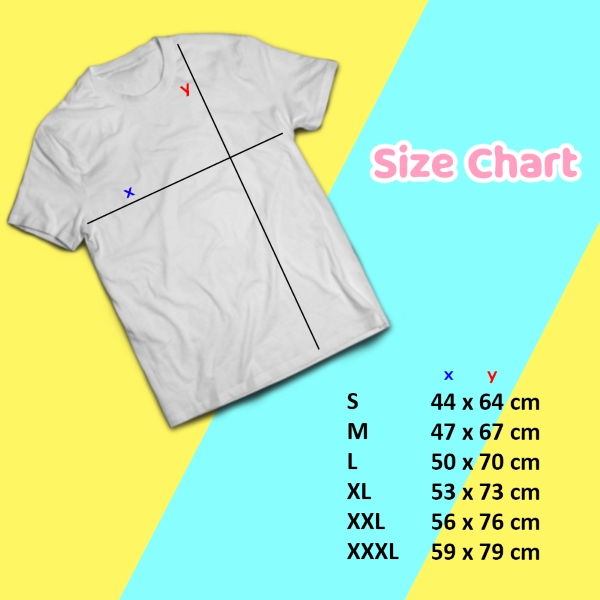 y
x
Size Chart
x y
S 44 x 64 cm
M 47 x 67 cm
L 50 x 70 cm
XL 53 x 73 cm
XXL 56 x 76 cm
XXXL 59 x 79 cm